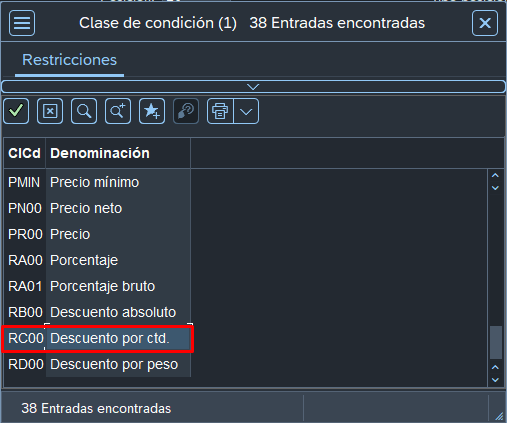 Clase de condición (1) 38 Entradas encontradas
Restricciones
ClCd Denominación
PMIN Precio mínimo
PN00 Precio neto
PR00 Precio
RA00 Porcentaje
RA01 Porcentaje bruto
RB00 Descuento absoluto
RC00 Descuento por ctd.
RD00 Descuento por peso
38 Entradas encontradas